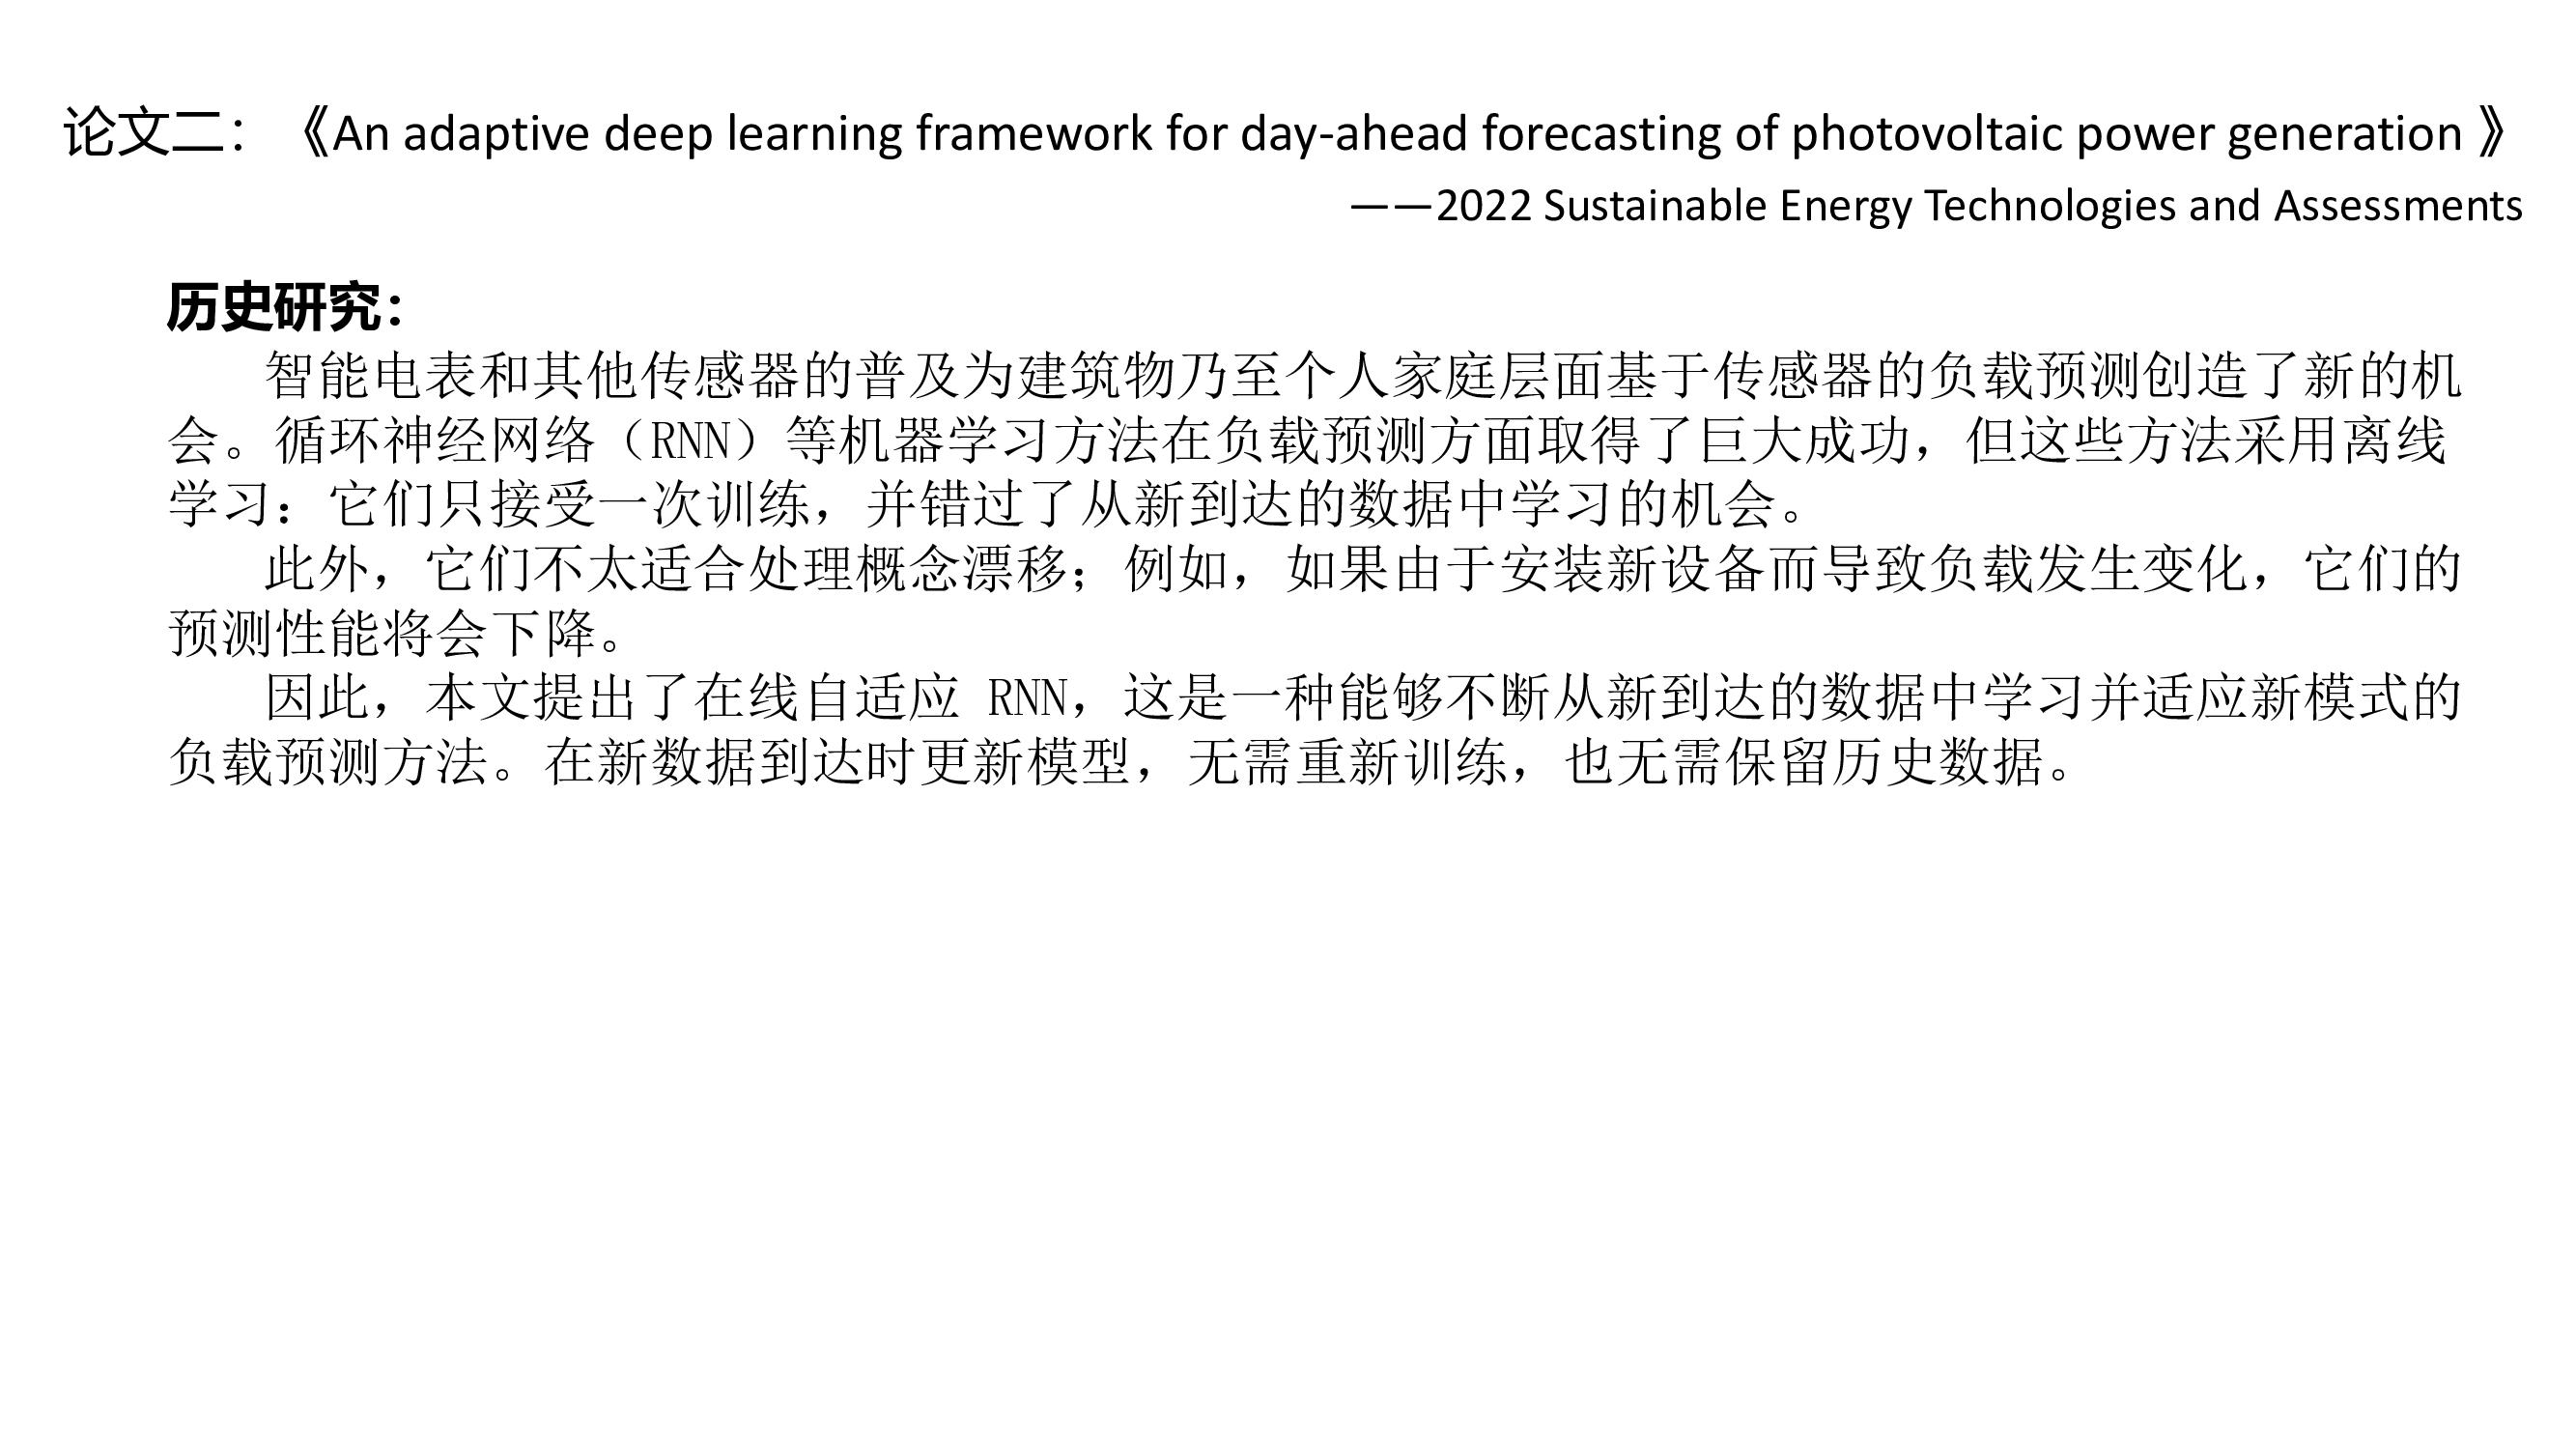 论文二：《An adaptive deep learning framework for day-ahead forecasting of photovoltaic power generation 》
——2022 Sustainable Energy Technologies and Assessments
历史研究：
智能电表和其他传感器的普及为建筑物乃至个人家庭层面基于传感器的负载预测创造了新的机
会。循环神经网络（RNN）等机器学习方法在负载预测方面取得了巨大成功，但这些方法采用离线
学习：它们只接受一次训练，并错过了从新到达的数据中学习的机会。
此外，它们不太适合处理概念漂移；例如，如果由于安装新设备而导致负载发生变化，它们的
预测性能将会下降。
因此，本文提出了在线自适应 RNN，这是一种能够不断从新到达的数据中学习并适应新模式的
负载预测方法。在新数据到达时更新模型，无需重新训练，也无需保留历史数据。